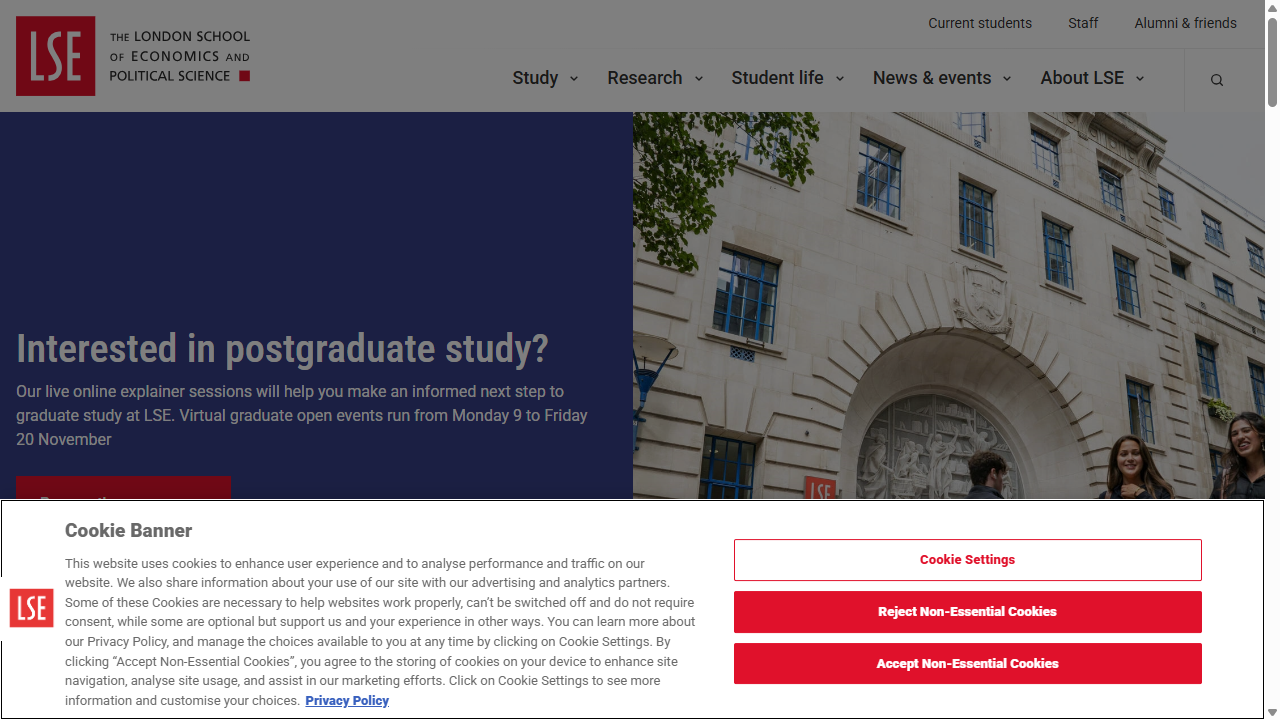 LSE
THE LONDON SCHOOL
OF ECONOMICS AND
POLITICAL SCIENCE
Current students Staff Alumni & friends
Study Research Student life News & events About LSE
Interested in postgraduate study?
Our live online explainer sessions will help you make an informed next step to
graduate study at LSE. Virtual graduate open events run from Monday 9 to Friday
20 November
LSE
Cookie Banner
This website uses cookies to enhance user experience and to analyse performance and traffic on our
website. We also share information about your use of our site with our advertising and analytics partners.
Some of these Cookies are necessary to help websites work properly, can’t be switched off and do not require
consent, while some are optional but support us and your experience in other ways. You can learn more about
our Privacy Policy, and manage the choices available to you at any time by clicking on Cookie Settings. By
clicking “Accept Non-Essential Cookies”, you agree to the storing of cookies on your device to enhance site
navigation, analyse site usage, and assist in our marketing efforts. Click on Cookie Settings to see more
information and customise your choices. Privacy Policy
LSE
Cookie Settings
Reject Non-Essential Cookies
Accept Non-Essential Cookies